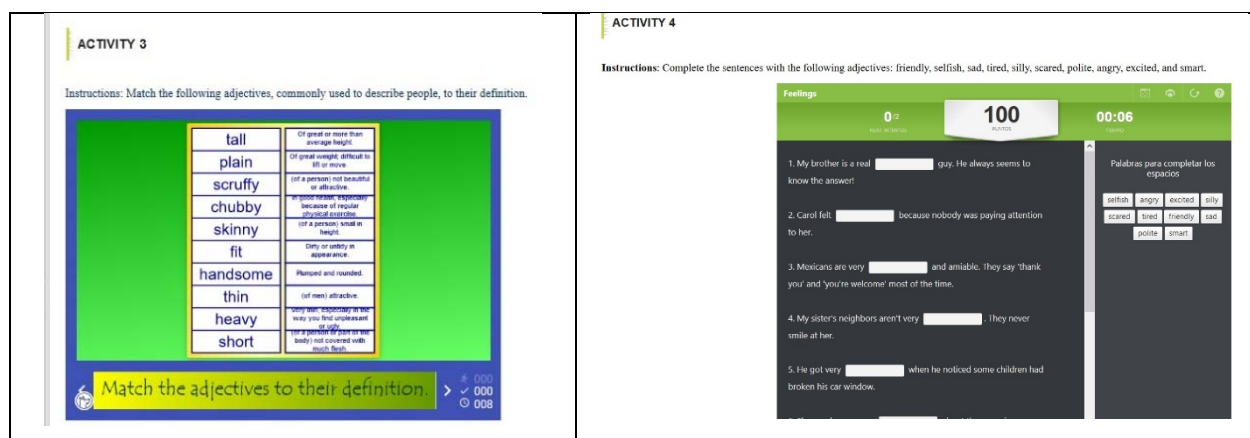 ACTIVITY 3
Instructions: Match the following adjectives, commonly used to describe people, to their definition.
tall
Of great or more than
average height.
plain
Of great weight; difficult to
lift or move.
scruffy
(of a person) not beautiful
or attractive.
chubby
In good health, especially
because of regular
physical exercise.
skinny
(of a person) small in
height.
fit
Dirty or untidy in
appearance.
handsome
Plumped and rounded.
thin
(of men) attractive.
heavy
Very thin, especially in the
way you find unpleasant
or ugly.
short
(of a person or part of the
body) not covered with
much flesh.
Match the adjectives to their definition.
000
000
008
ACTIVITY 4
Instructions: Complete the sentences with the following adjectives: friendly, selfish, sad, tired, silly, scared, polite, angry, excited, and smart.
Feelings
0/2
100
PUNTOS
00:06
1. My brother is a real guy. He always seems to
know the answer!
2. Carol felt because nobody was paying attention
to her.
3. Mexicans are very and amiable. They say 'thank
you' and 'you're welcome' most of the time.
4. My sister's neighbors aren't very . They never
smile at her.
5. He got very when he noticed some children had
broken his car window.
Palabras para completar los
espacios
selfish angry excited silly
scared tired friendly sad
polite smart